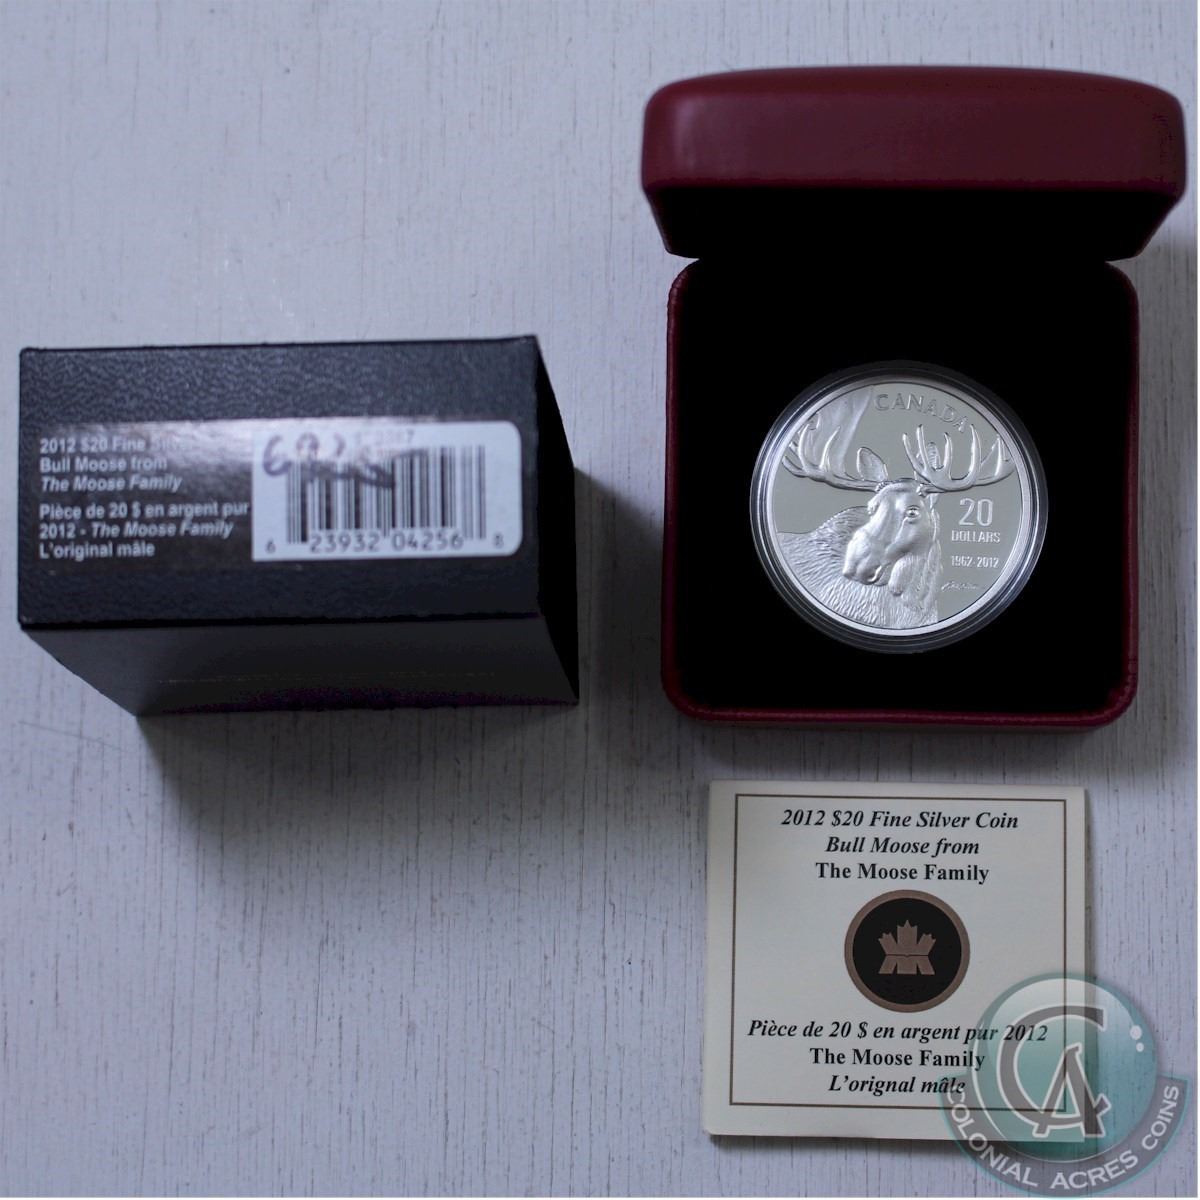 2012 $20 Fine
Bull Moose from
The Moose Family
Pièce de 20 $ en argent pur
2012 - The Moose Family
L'original mâle
6 23932 04256 8
CANADA
20
DOLLARS
1962-2012
2012 $20 Fine Silver Coin
Bull Moose from
The Moose Family
Pièce de 20 $ en argent pur 2012
The Moose Family
L'orignal mâle
CA
COLONIAL ACRES COINS